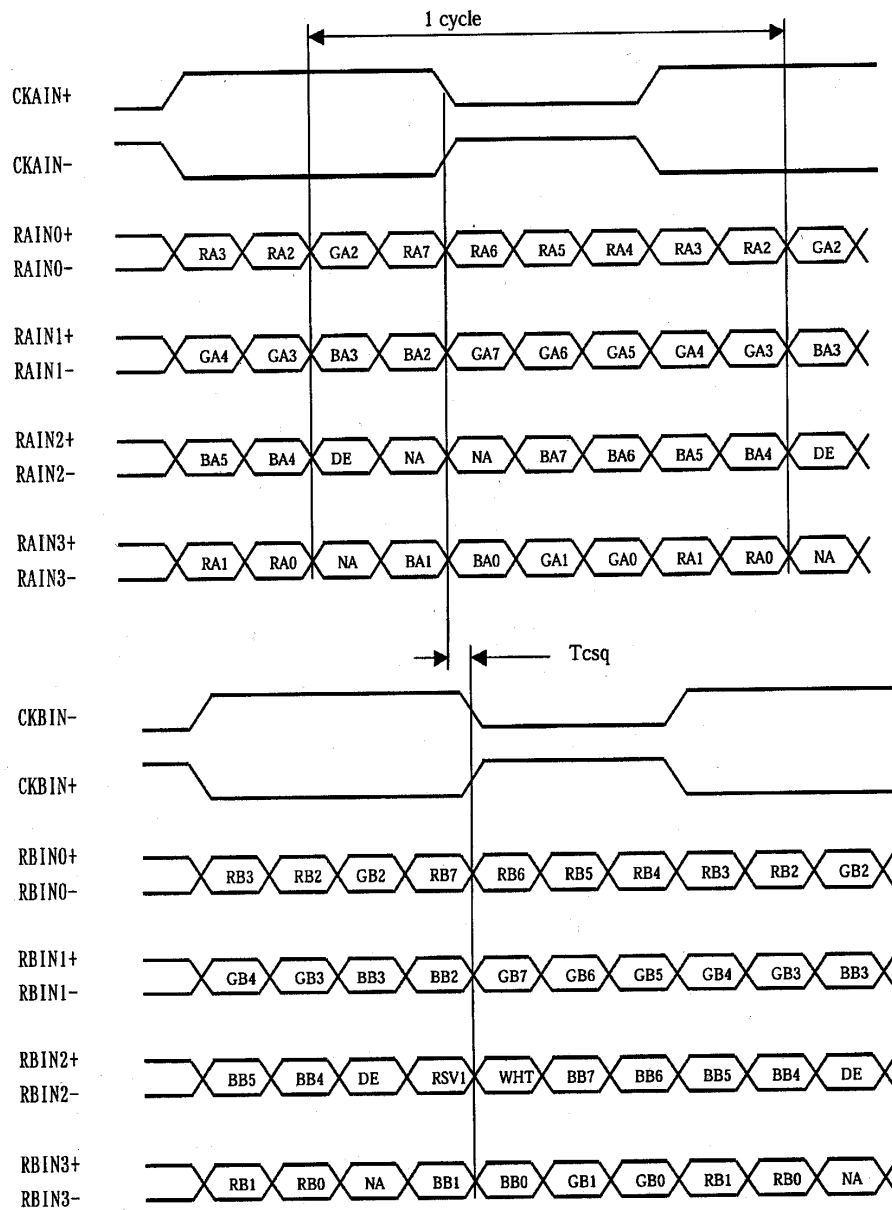 1 cycle
CKAIN+
CKAIN-
RAIN0+
RA3 RA2 GA2 RA7 RA6 RA5 RA4 RA3 RA2 GA2
RAIN0-
RAIN1+
GA4 GA3 BA3 BA2 GA7 GA6 GA5 GA4 GA3 BA3
RAIN1-
RAIN2+
BA5 BA4 DE NA NA BA7 BA6 BA5 BA4 DE
RAIN2-
RAIN3+
RA1 RA0 NA BA1 BA0 GA1 GA0 RA1 RA0 NA
RAIN3-
Tcsq
CKBIN-
CKBIN+
RBIN0+
RB3 RB2 GB2 RB7 RB6 RB5 RB4 RB3 RB2 GB2
RBIN0-
RBIN1+
GB4 GB3 BB3 BB2 GB7 GB6 GB5 GB4 GB3 BB3
RBIN1-
RBIN2+
BB5 BB4 DE RSV1 WHT BB7 BB6 BB5 BB4 DE
RBIN2-
RBIN3+
RB1 RB0 NA BB1 BB0 GB1 GB0 RB1 RB0 NA
RBIN3-